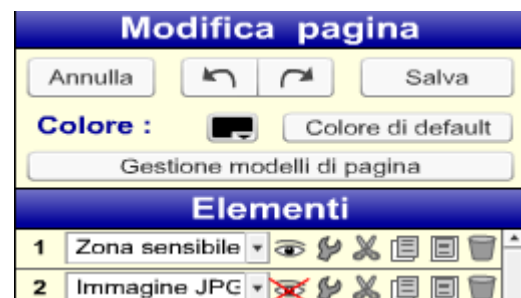 Modifica pagina
Annulla Salva
Colore : Colore di default
Gestione modelli di pagina
Elementi
1 Zona sensibile
2 Immagine JPG